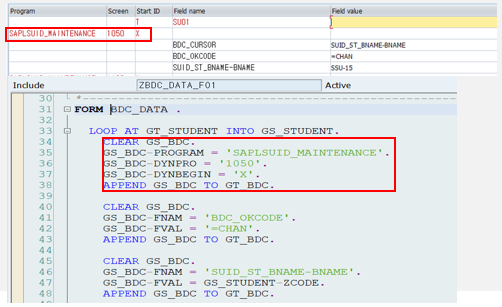 Program Screen Start ID Field name Field value
T SU01
SAPLSUID_MAINTENANCE 1050 X
BDC_CURSOR SUID_ST_BNAME-BNAME
BDC_OKCODE =CHAN
SUID_ST_BNAME-BNAME SSU-15
Include ZBDC_DATA_F01 Active
30 *
31 FORM BDC_DATA .
32
33 LOOP AT GT_STUDENT INTO GS_STUDENT.
34 CLEAR GS_BDC.
35 GS_BDC-PROGRAM = 'SAPLSUID_MAINTENANCE'.
36 GS_BDC-DYNPRO = '1050'.
37 GS_BDC-DYNBEGIN = 'X'.
38 APPEND GS_BDC TO GT_BDC.
39
40 CLEAR GS_BDC.
41 GS_BDC-FNAM = 'BDC_OKCODE'.
42 GS_BDC-FVAL = '=CHAN'.
43 APPEND GS_BDC TO GT_BDC.
44
45 CLEAR GS_BDC.
46 GS_BDC-FNAM = 'SUID_ST_BNAME-BNAME'.
47 GS_BDC-FVAL = GS_STUDENT-ZCODE.
48 APPEND GS_BDC TO GT_BDC.